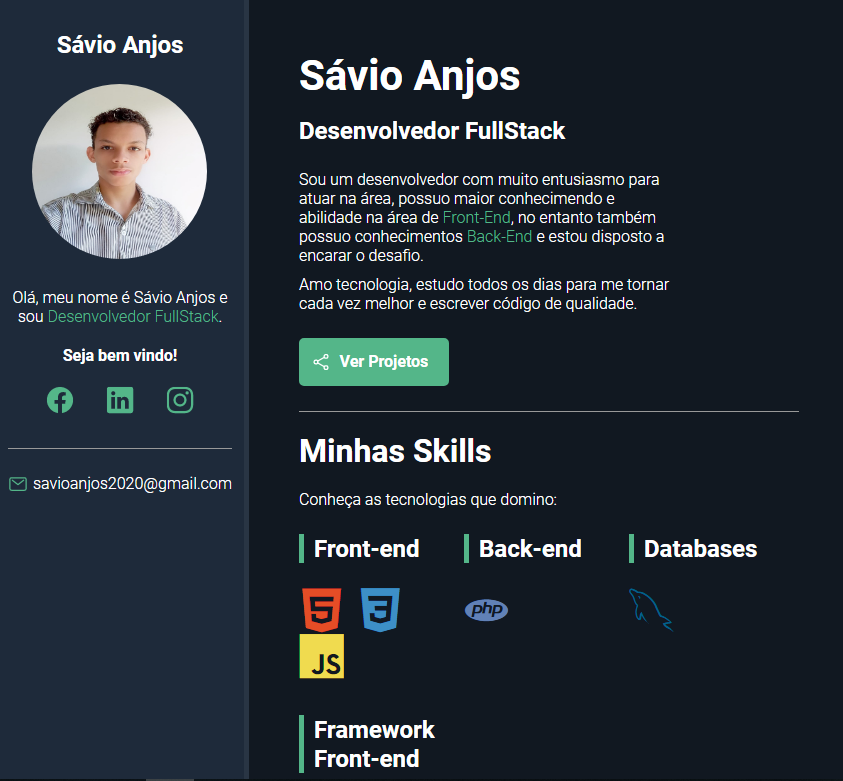 Sávio Anjos
Olá, meu nome é Sávio Anjos e
sou Desenvolvedor FullStack.
Seja bem vindo!
savioanjos2020@gmail.com
Sávio Anjos
Desenvolvedor FullStack
Sou um desenvolvedor com muito entusiasmo para
atuar na área, possuo maior conhecimendo e
abilidade na área de Front-End, no entanto também
possuo conhecimentos Back-End e estou disposto a
encarar o desafio.
Amo tecnologia, estudo todos os dias para me tornar
cada vez melhor e escrever código de qualidade.
Ver Projetos
Minhas Skills
Conheça as tecnologias que domino:
Front-end
Back-end
Databases
5 3 php
JS
Framework
Front-end